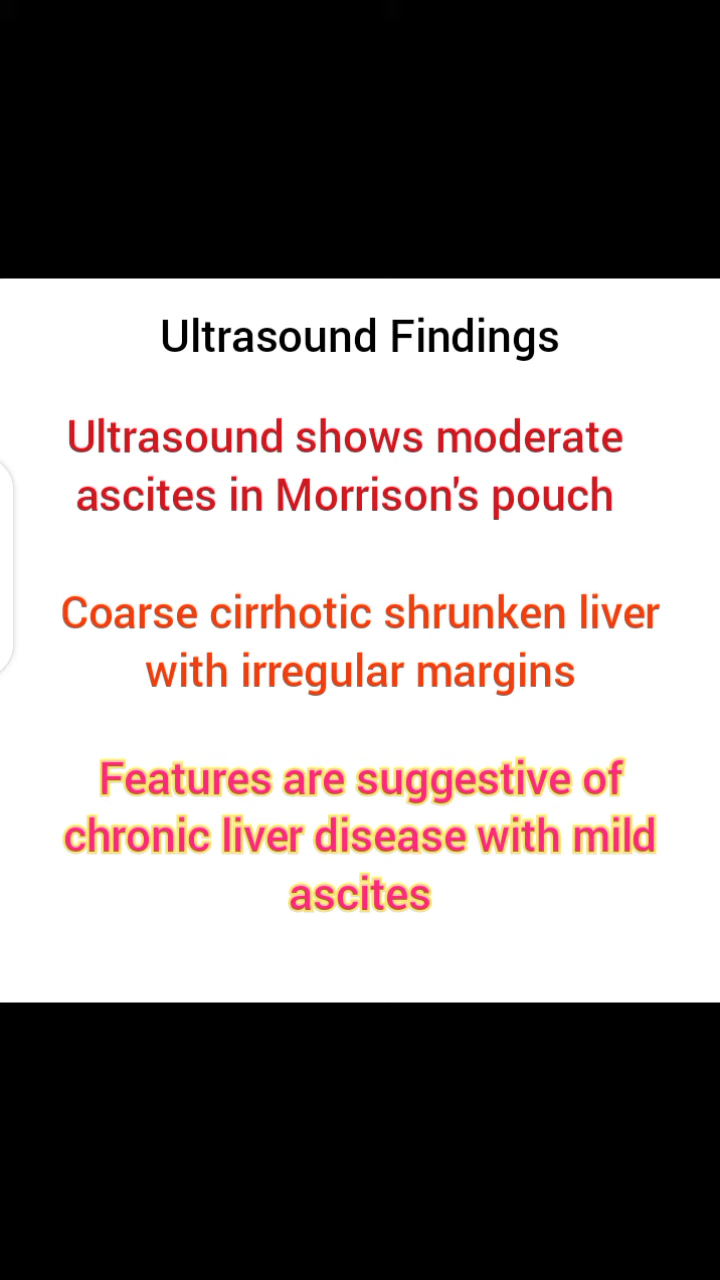 Ultrasound Findings
Ultrasound shows moderate
ascites in Morrison's pouch
Coarse cirrhotic shrunken liver
with irregular margins
Features are suggestive of
chronic liver disease with mild
ascites